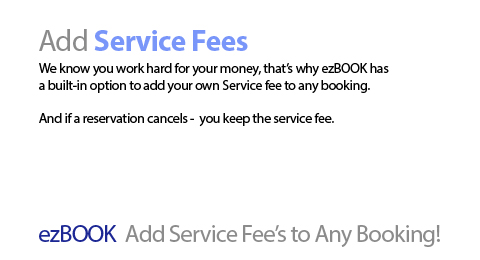 Add Service Fees
We know you work hard for your money, that's why ezBOOK has
a built-in option to add your own Service fee to any booking.
And if a reservation cancels - you keep the service fee.
ezBOOK Add Service Fee's to Any Booking!